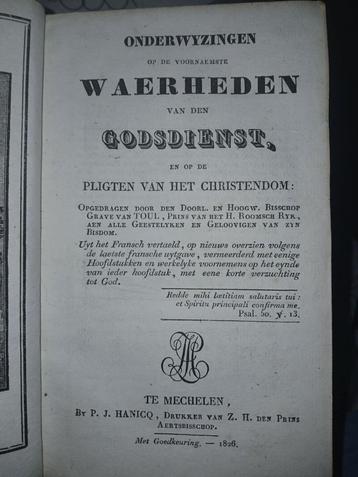 ONDERWYZINGEN
OP DE VOORNAEMSTE
WAERHEDEN
VAN DEN
GODSDIENST,
EN OP DE
PLIGTEN VAN HET CHRISTENDOM:
OPGEDRAGEN DOOR DEN DOORL. EN HOOGW. BISSCHOP
GRAVE VAN TOUL, PRINS VAN HET H. ROOMSCH RYK,
AEN ALLE GEESTELYKEN EN GELOOVIGEN VAN ZYN
BISDOM.
Uyt het Fransch vertaeld, op nieuws overzien volgens
de laetste fransche uytgave, vermeerderd met eenige
Hoofdstukken en werkelyke voornemens op het eynde
van ieder hoofdstuk, met eene korte verzuchting
tot God.
Redde mihi lætitiam salutaris tui:
et Spiritu principali confirma me.
Psal. 50. ℣. 13.
TE MECHELEN,
BY P. J. HANICQ, DRUKKER VAN Z. H. DEN PRINS
AERTSBISSCHOP.
Met Goedkeuring. — 1826.